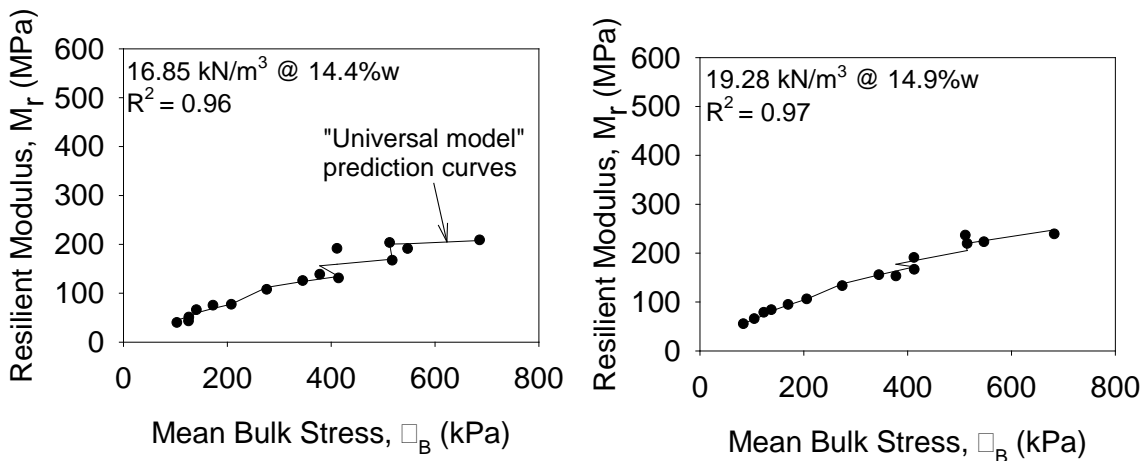 Resilient Modulus, Mr (MPa)
600
500
400
300
200
100
0
16.85 kN/m³ @ 14.4%w
R² = 0.96
"Universal model"
prediction curves
0 200 400 600 800
Mean Bulk Stress, □B (kPa)
Resilient Modulus, Mr (MPa)
600
500
400
300
200
100
0
19.28 kN/m³ @ 14.9%w
R² = 0.97
0 200 400 600 800
Mean Bulk Stress, □B (kPa)